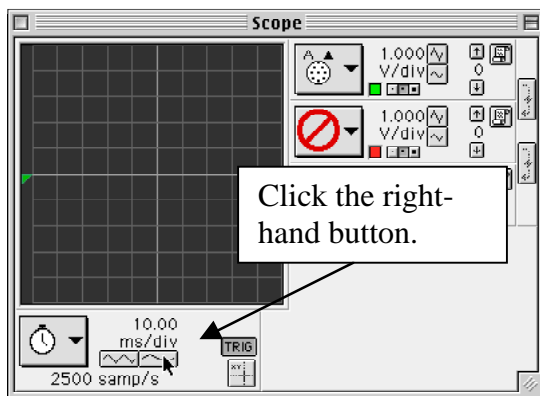 Scope
A
1.000
V/div
0
1.000
V/div
0
Click the right-
hand button.
10.00
ms/div
TRIG
2500 samp/s
XY